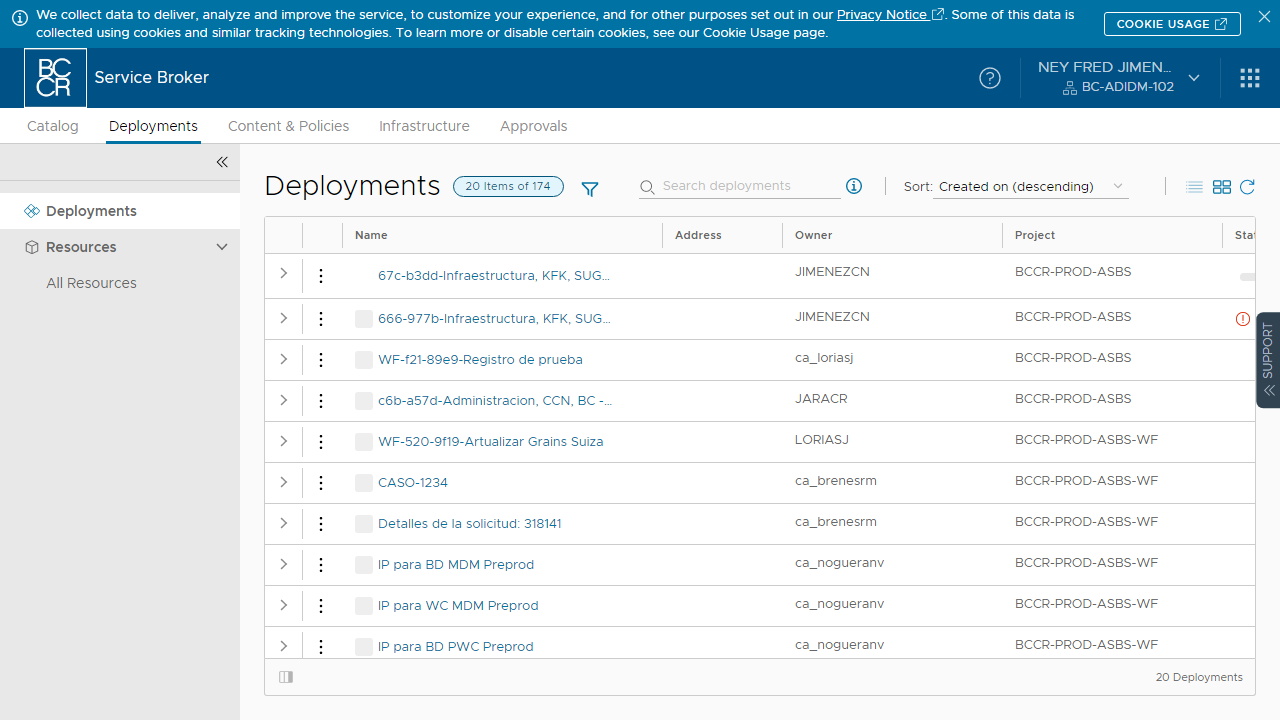 We collect data to deliver, analyze and improve the service, to customize your experience, and for other purposes set out in our Privacy Notice. Some of this data is
collected using cookies and similar tracking technologies. To learn more or disable certain cookies, see our Cookie Usage page.
COOKIE USAGE
BC
CR
Service Broker
NEY FRED JIMEN...
BC-ADIDM-102
Catalog
Deployments
Content & Policies
Infrastructure
Approvals
Deployments
Resources
All Resources
Deployments
20 Items of 174
Search deployments
Sort: Created on (descending)
Name Address Owner Project Sta
67c-b3dd-Infraestructura, KFK, SUG... JIMENEZCN BCCR-PROD-ASBS
666-977b-Infraestructura, KFK, SUG... JIMENEZCN BCCR-PROD-ASBS
WF-f21-89e9-Registro de prueba ca_loriasj BCCR-PROD-ASBS
c6b-a57d-Administracion, CCN, BC -... JARACR BCCR-PROD-ASBS
WF-520-9f19-Artualizar Grains Suiza LORIASJ BCCR-PROD-ASBS-WF
CASO-1234 ca_brenesrm BCCR-PROD-ASBS-WF
Detalles de la solicitud: 318141 ca_brenesrm BCCR-PROD-ASBS-WF
IP para BD MDM Preprod ca_nogueranv BCCR-PROD-ASBS-WF
IP para WC MDM Preprod ca_nogueranv BCCR-PROD-ASBS-WF
IP para BD PWC Preprod ca_nogueranv BCCR-PROD-ASBS-WF
20 Deployments
SUPPORT